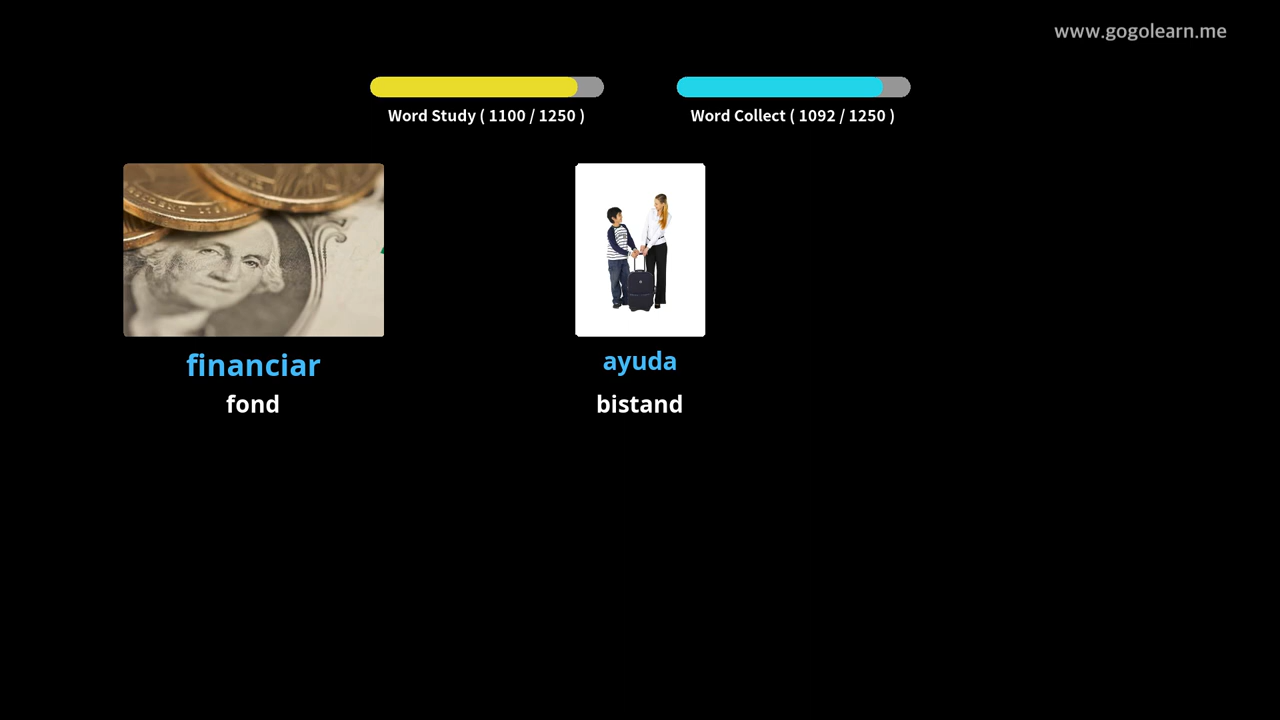 www.gogolearn.me
Word Study ( 1100 / 1250 )
Word Collect ( 1092 / 1250 )
financiar
fond
ayuda
bistand